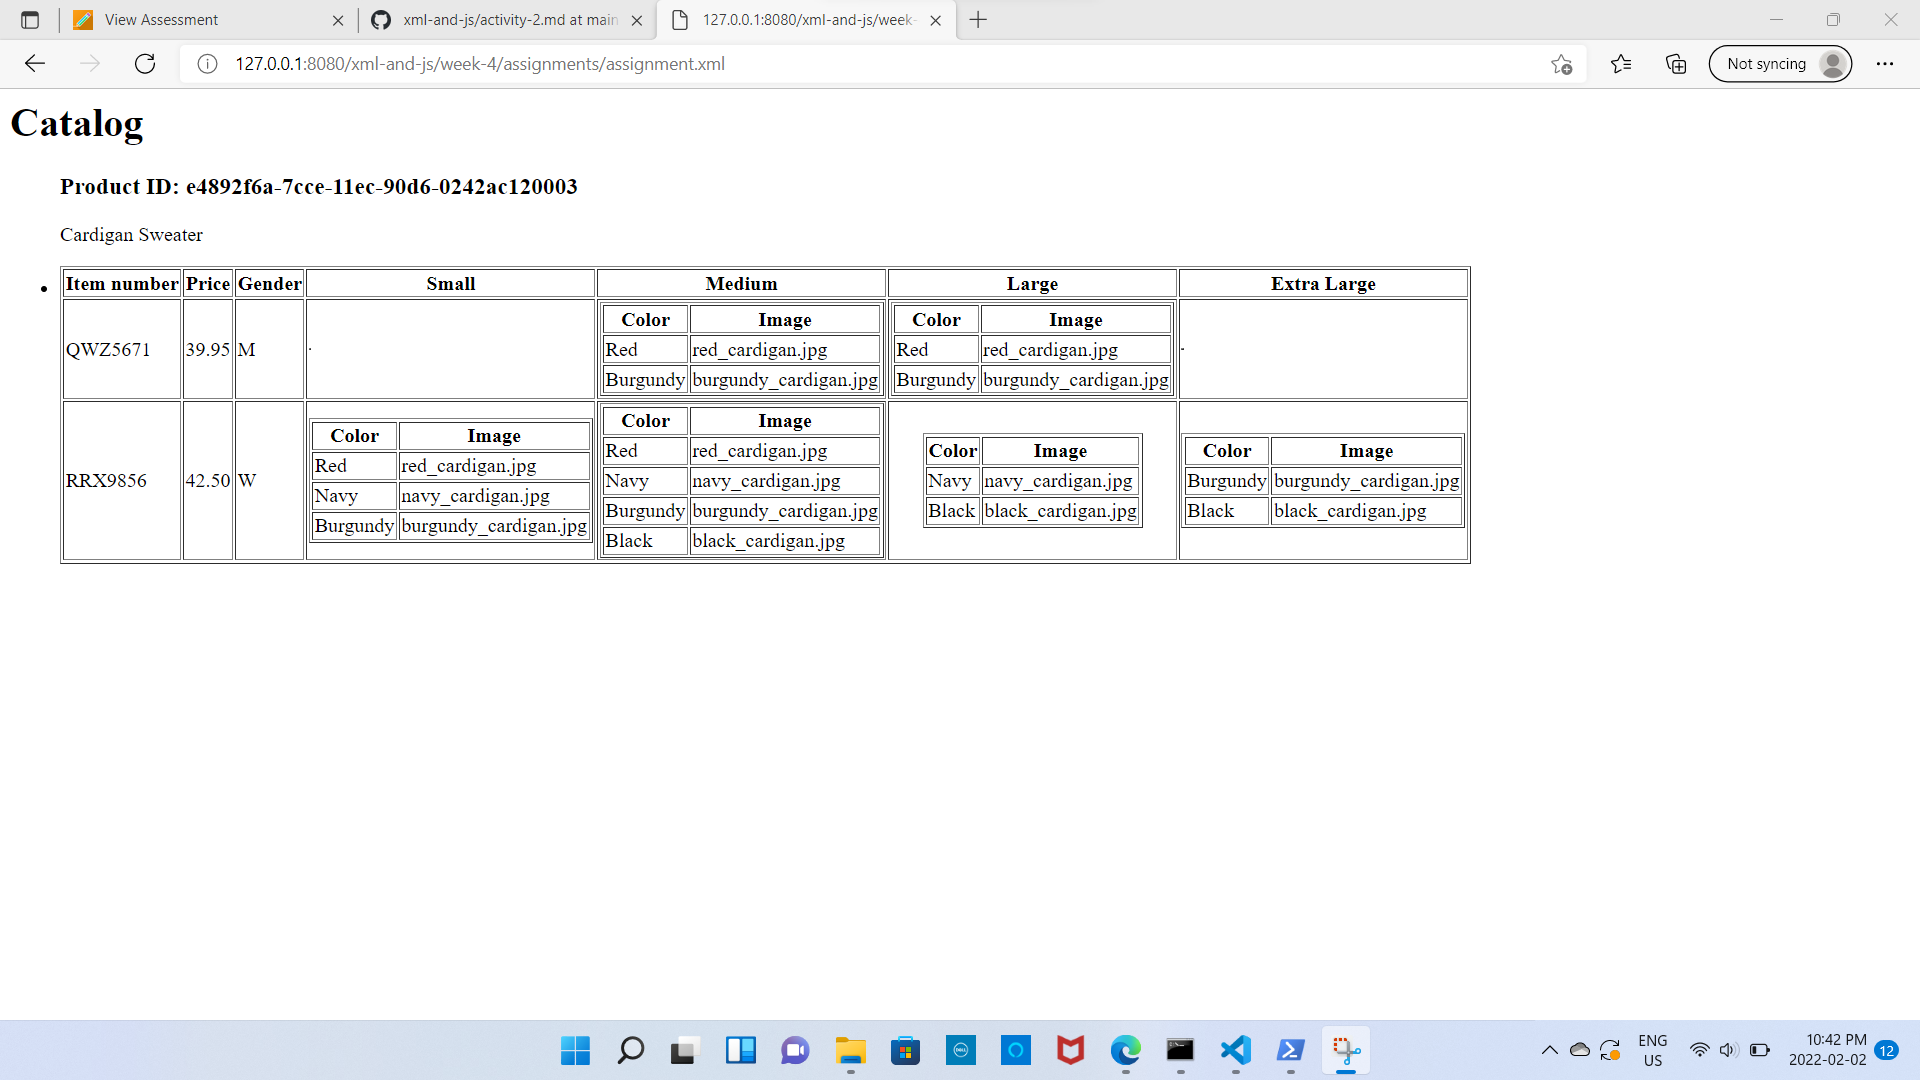 View Assessment
xml-and-js/activity-2.md at main
127.0.0.1:8080/xml-and-js/week-
127.0.0.1:8080/xml-and-js/week-4/assignments/assignment.xml
Not syncing
Catalog
Product ID: e4892f6a-7cce-11ec-90d6-0242ac120003
Cardigan Sweater
Item number Price Gender Small Medium Large Extra Large
QWZ5671 39.95 M -
Color Image
Red red_cardigan.jpg
Burgundy burgundy_cardigan.jpg
Color Image
Red red_cardigan.jpg
Burgundy burgundy_cardigan.jpg
-
RRX9856 42.50 W
Color Image
Red red_cardigan.jpg
Navy navy_cardigan.jpg
Burgundy burgundy_cardigan.jpg
Color Image
Red red_cardigan.jpg
Navy navy_cardigan.jpg
Burgundy burgundy_cardigan.jpg
Black black_cardigan.jpg
Color Image
Navy navy_cardigan.jpg
Black black_cardigan.jpg
Color Image
Burgundy burgundy_cardigan.jpg
Black black_cardigan.jpg
ENG
US
10:42 PM
2022-02-02
12